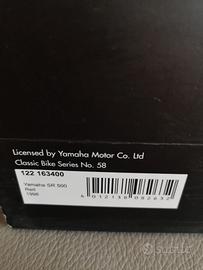 Licensed by Yamaha Motor Co. Ltd
Classic Bike Series No. 58
122 163400
Yamaha SR 500
1996
4 012138 092632
subito